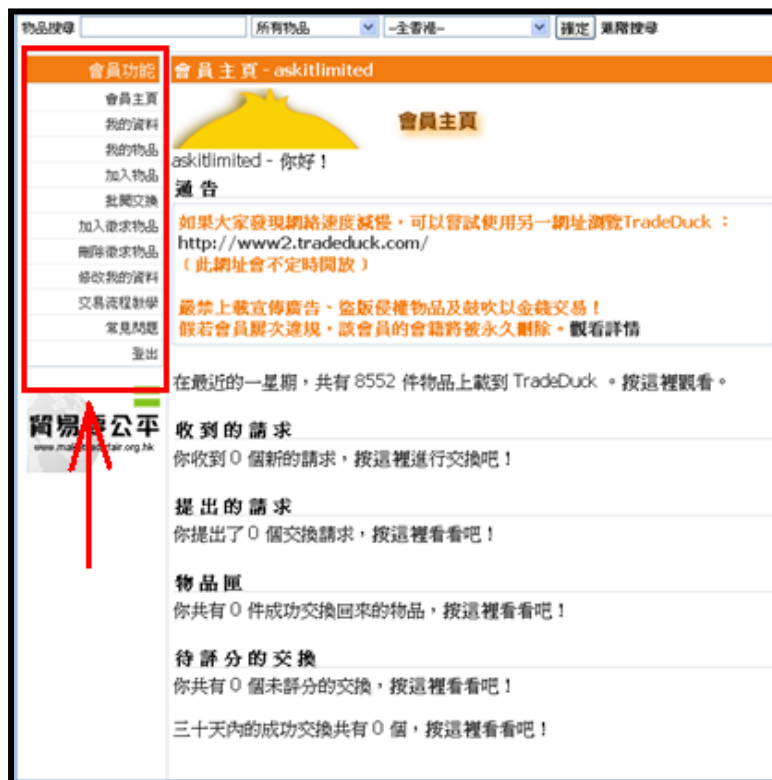 物品搜尋 所有物品 -全香港- 確定 進階搜尋
會員功能
會員主頁
我的資料
我的物品
加入物品
批閱交換
加入徵求物品
刪除徵求物品
修改我的資料
交易流程教學
常見問題
登出
貿易要公平
會員主頁 - askitlimited
會員主頁
askitlimited - 你好！
通告
如果大家發現網絡速度減慢，可以嘗試使用另一網址瀏覽TradeDuck：
http://www2.tradeduck.com/
（此網址會不定時開放）
嚴禁上載宣傳廣告、盜版侵權物品及鼓吹以金錢交易！
假若會員屢次違規，該會員的會籍將被永久刪除。觀看詳情
在最近的一星期，共有 8552 件物品上載到 TradeDuck 。按這裡觀看。
收到的請求
你收到 0 個新的請求，按這裡進行交換吧！
提出的請求
你提出了 0 個交換請求，按這裡看看吧！
物品匣
你共有 0 件成功交換回來的物品，按這裡看看吧！
待評分的交換
你共有 0 個未評分的交換，按這裡看看吧！
三十天內的成功交換共有 0 個，按這裡看看吧！